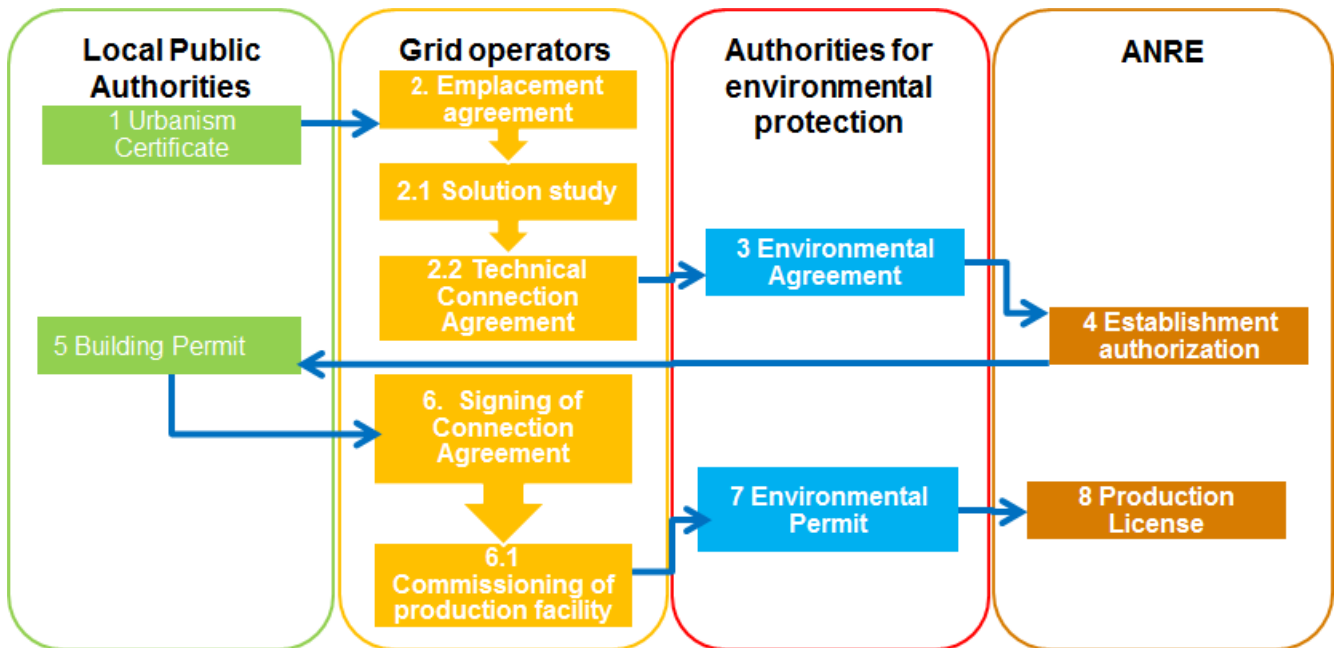 Local Public
Authorities
1 Urbanism
Certificate
5 Building Permit
Grid operators
2. Emplacement
agreement
2.1 Solution study
2.2 Technical
Connection
Agreement
6. Signing of
Connection
Agreement
6.1
Commissioning of
production facility
Authorities for
environmental
protection
3 Environmental
Agreement
7 Environmental
Permit
ANRE
4 Establishment
authorization
8 Production
License